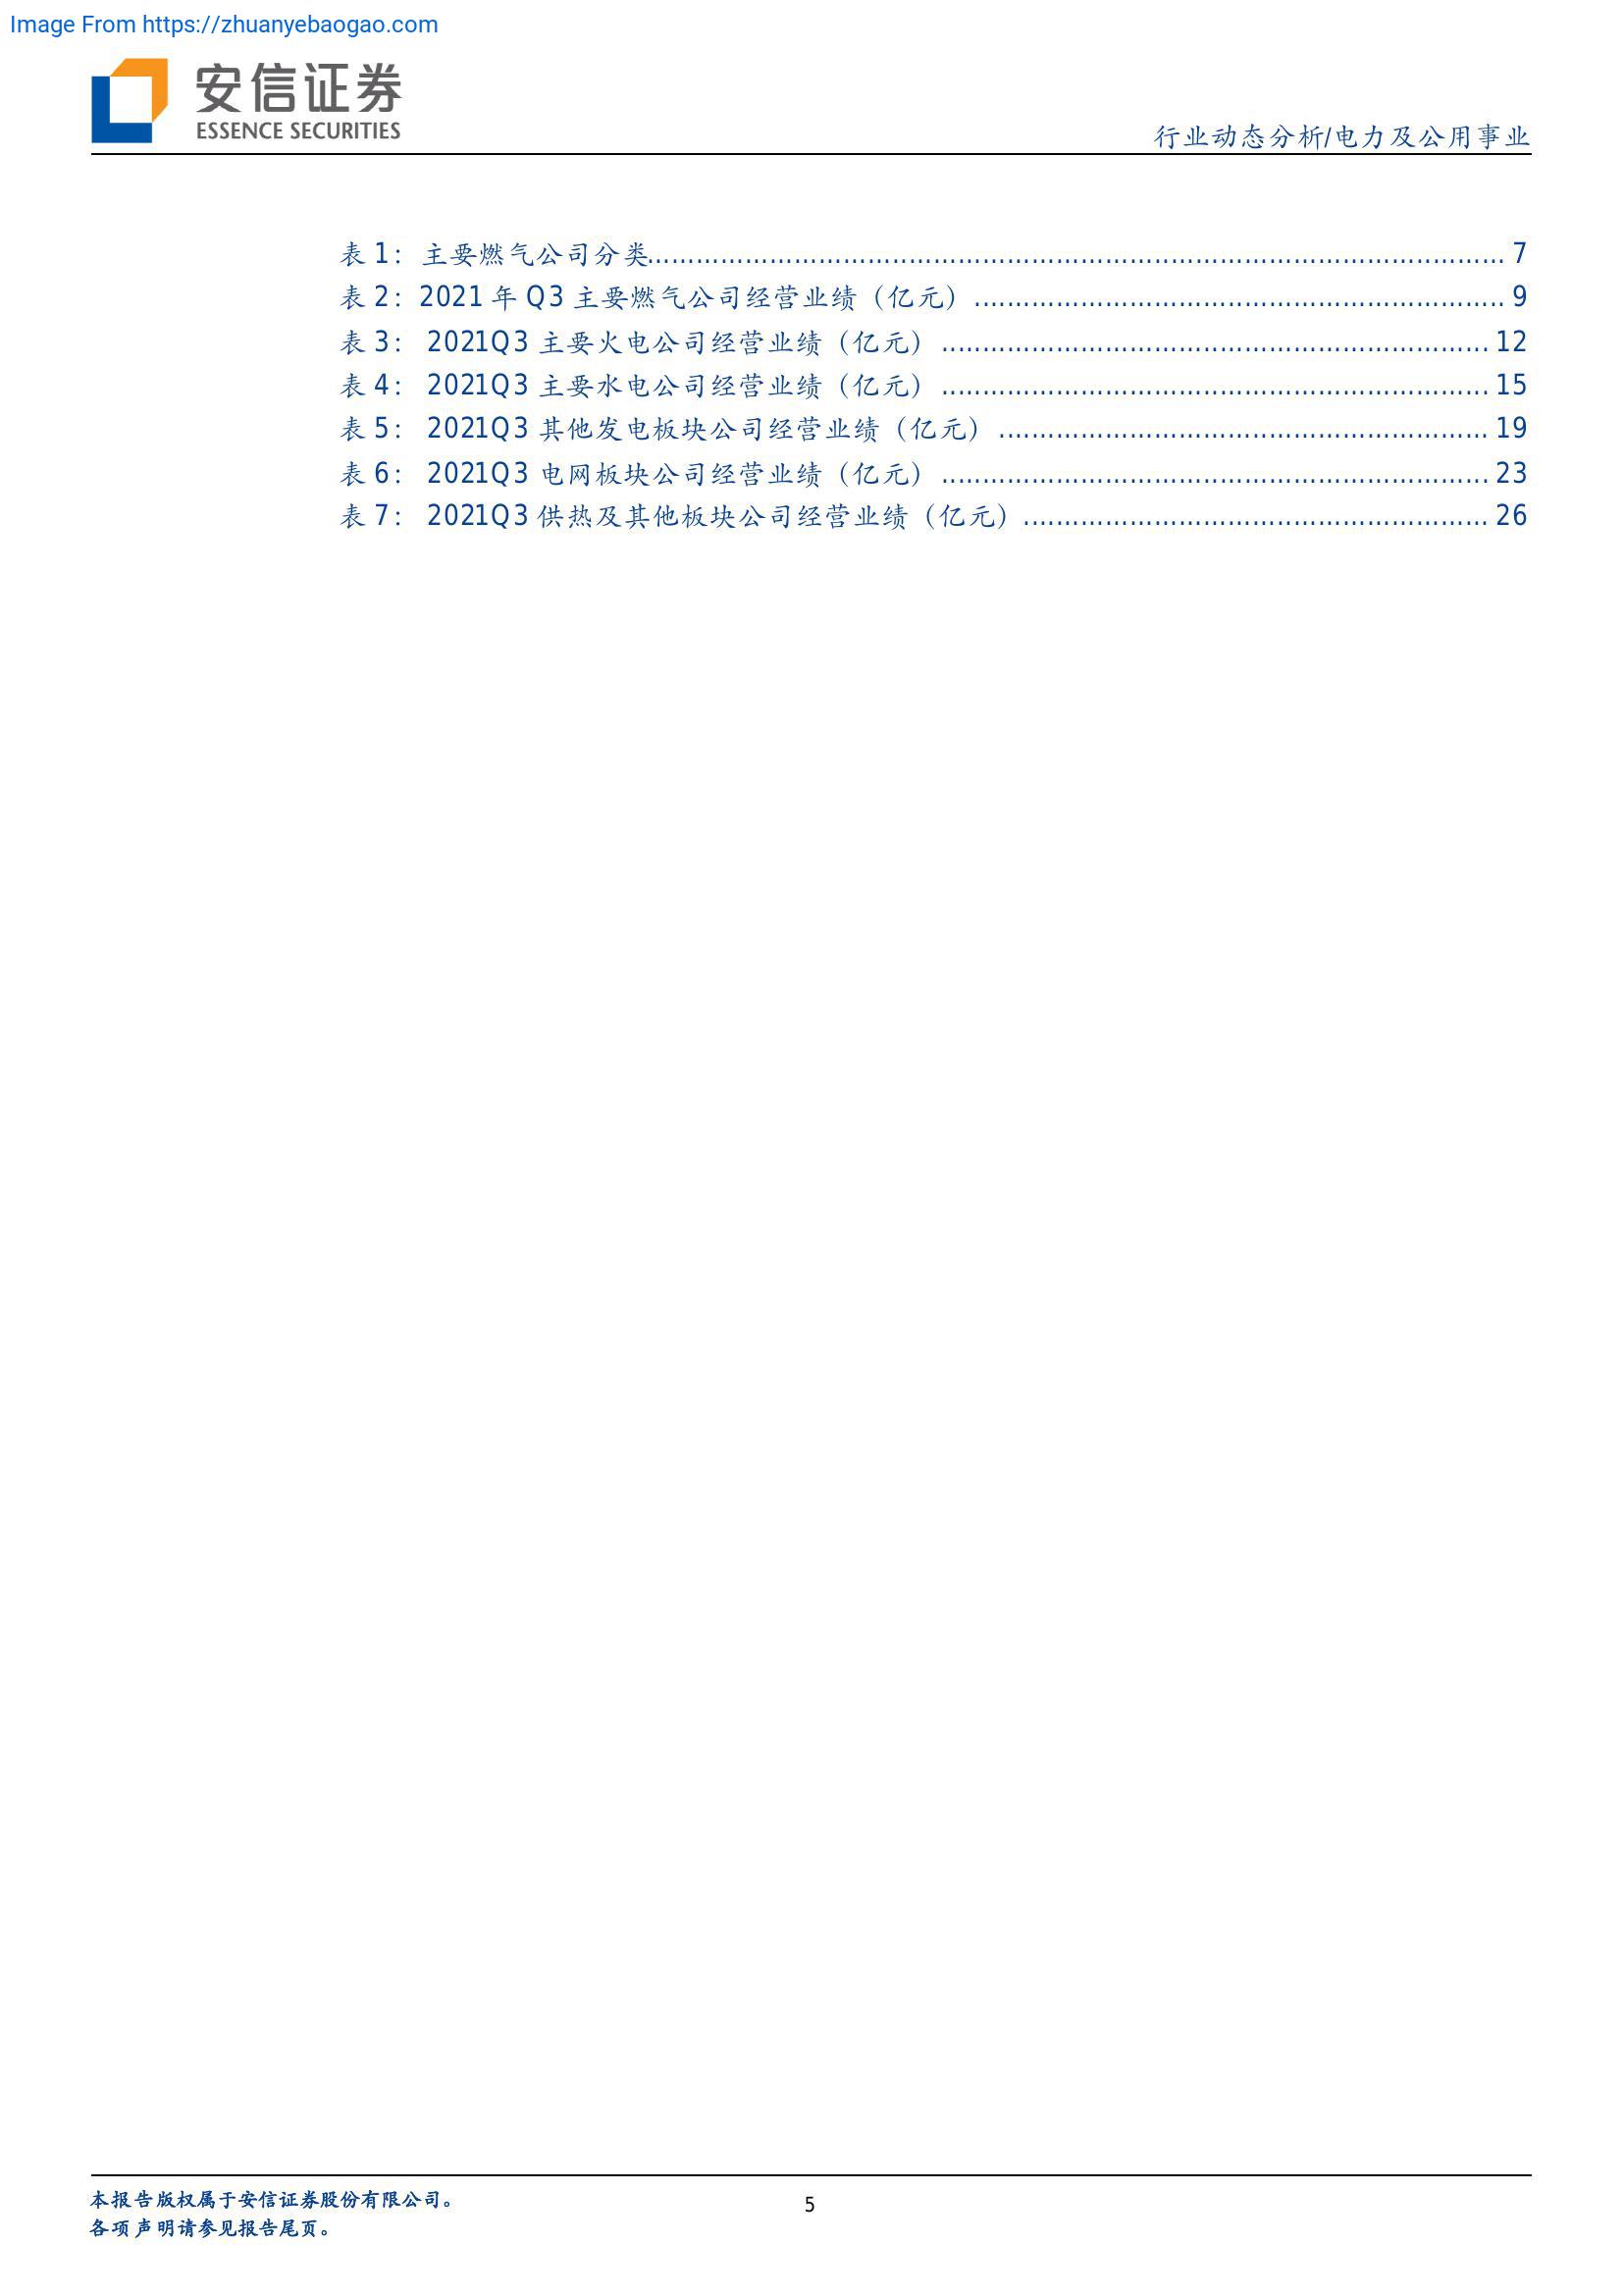 Image From https://zhuanyebaogao.com
安信证券
ESSENCE SECURITIES
行业动态分析/电力及公用事业
表 1： 主要燃气公司分类........................................................................................................ 7
表 2：2021 年 Q3 主要燃气公司经营业绩（亿元） ................................................................. 9
表 3： 2021Q3 主要火电公司经营业绩（亿元） ................................................................... 12
表 4： 2021Q3 主要水电公司经营业绩（亿元） ................................................................... 15
表 5： 2021Q3 其他发电板块公司经营业绩（亿元） ............................................................ 19
表 6： 2021Q3 电网板块公司经营业绩（亿元） ................................................................... 23
表 7： 2021Q3 供热及其他板块公司经营业绩（亿元） ......................................................... 26
本报告版权属于安信证券股份有限公司。
5
各项声明请参见报告尾页。